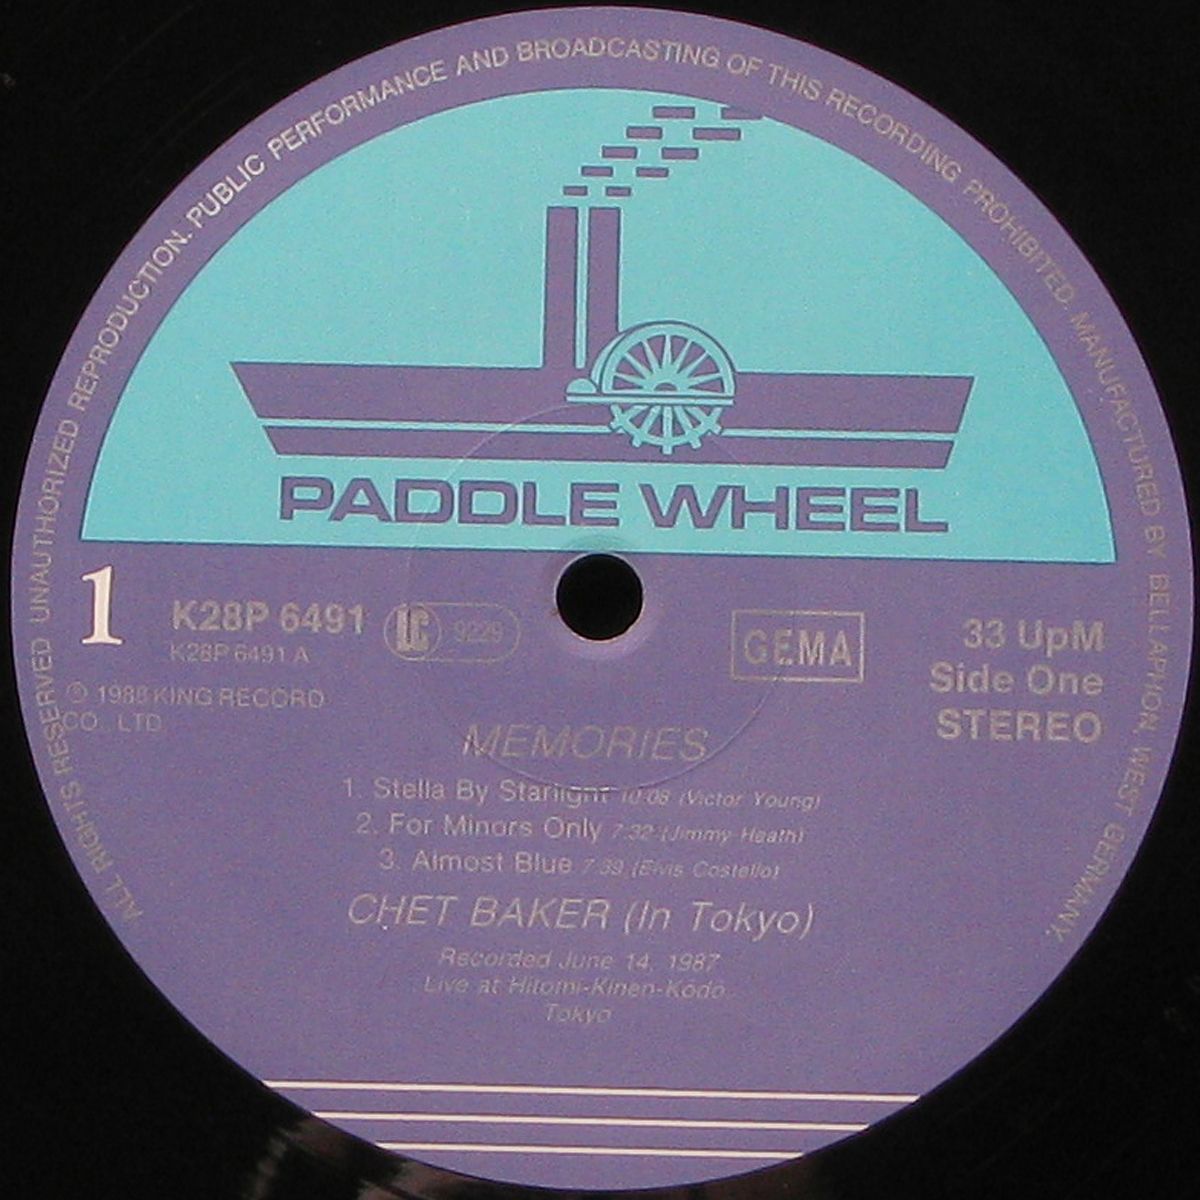 ALL RIGHTS RESERVED UNAUTHORIZED REPRODUCTION. PUBLIC PERFORMANCE AND BROADCASTING OF THIS RECORDING PROHIBITED. MANUFACTURED BY BELLAPHON, WEST GERMANY.
PADDLE WHEEL
1
K28P 6491
K28P 6491 A
LC 9229
GEMA
33 UpM
Side One
STEREO
℗ 1988 KING RECORD
CO., LTD
MEMORIES
1. Stella By Starlight 10:08 (Victor Young)
2. For Minors Only 7:32 (Jimmy Heath)
3. Almost Blue 7:39 (Elvis Costello)
CHET BAKER (In Tokyo)
Recorded June 14, 1987
Live at Hitomi-Kinen-Kodo
Tokyo